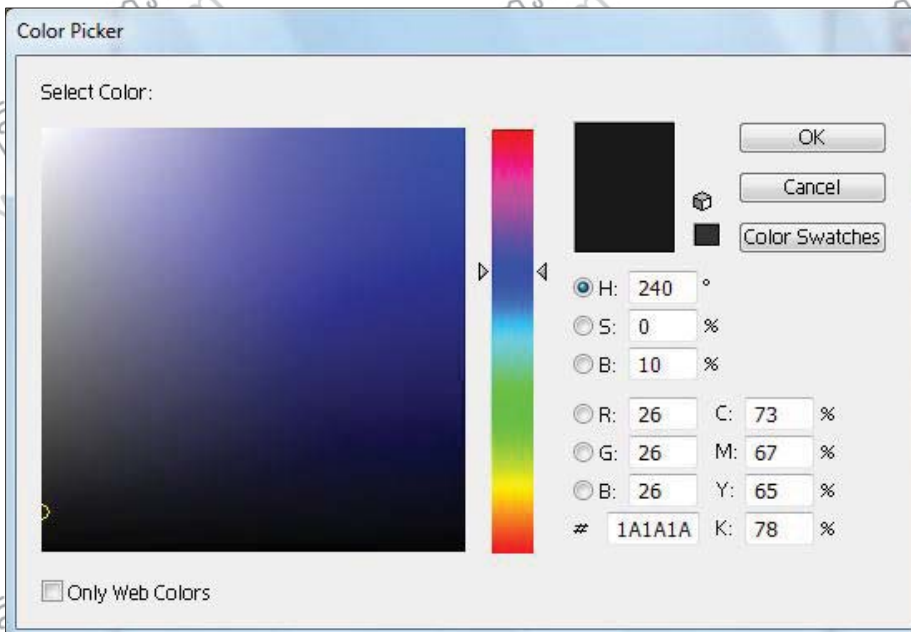 Color Picker
Select Color:
OK
Cancel
Color Swatches
H: 240 °
S: 0 %
B: 10 %
R: 26 C: 73 %
G: 26 M: 67 %
B: 26 Y: 65 %
# 1A1A1A K: 78 %
Only Web Colors